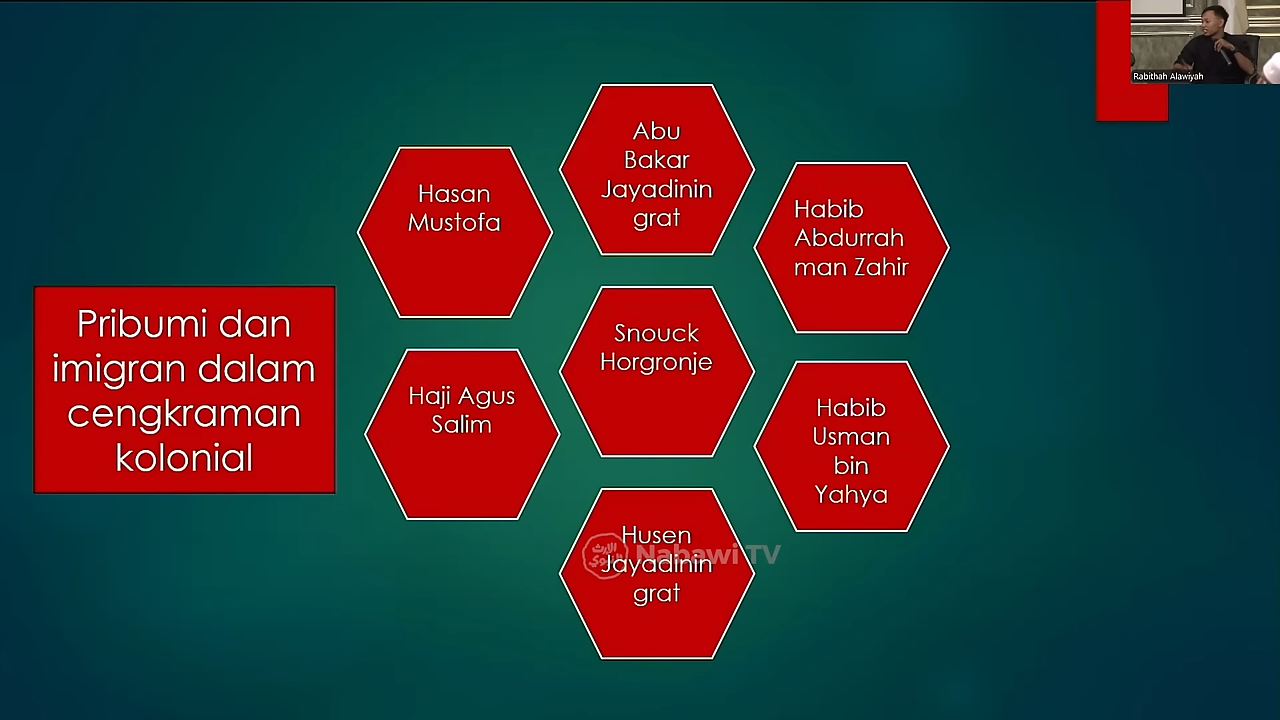 Rabithah Alawiyah
Pribumi dan
imigran dalam
cengkraman
kolonial
Hasan
Mustofa
Abu
Bakar
Jayadinin
grat
Habib
Abdurrah
man Zahir
Haji Agus
Salim
Snouck
Horgronje
Habib
Usman
bin
Yahya
Husen
Jayadinin
grat
Nabawi TV